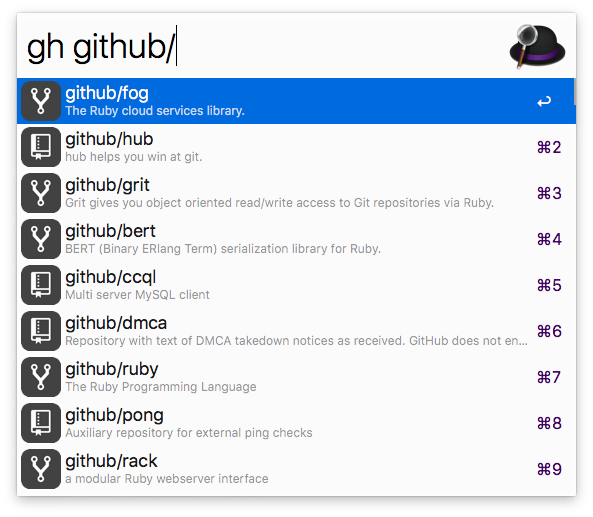 gh github/
github/fog
The Ruby cloud services library.
↩
github/hub
hub helps you win at git.
⌘2
github/grit
Grit gives you object oriented read/write access to Git repositories via Ruby.
⌘3
github/bert
BERT (Binary ERlang Term) serialization library for Ruby.
⌘4
github/ccql
Multi server MySQL client
⌘5
github/dmca
Repository with text of DMCA takedown notices as received. GitHub does not en...
⌘6
github/ruby
The Ruby Programming Language
⌘7
github/pong
Auxiliary repository for external ping checks
⌘8
github/rack
a modular Ruby webserver interface
⌘9